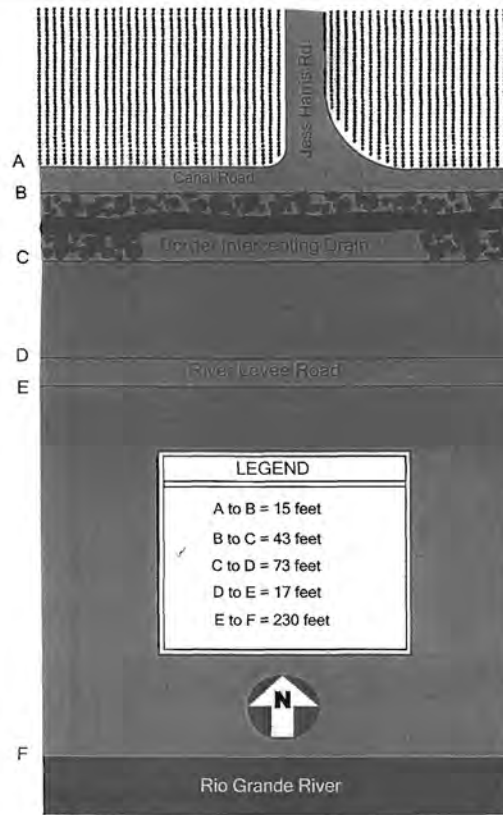 Jess Harris Rd.
A
Canal Road
B
Border Intercepting Drain
C
D
River Levee Road
E
LEGEND
A to B = 15 feet
B to C = 43 feet
C to D = 73 feet
D to E = 17 feet
E to F = 230 feet
N
F
Rio Grande River